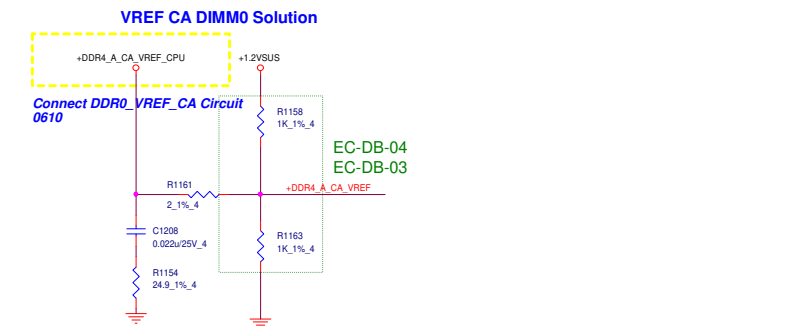 VREF CA DIMM0 Solution
+DDR4_A_CA_VREF_CPU
+1.2VSUS
Connect DDR0_VREF_CA Circuit
0610
R1158
1K_1%_4
EC-DB-04
EC-DB-03
R1161
2_1%_4
+DDR4_A_CA_VREF
C1208
0.022u/25V_4
R1163
1K_1%_4
R1154
24.9_1%_4